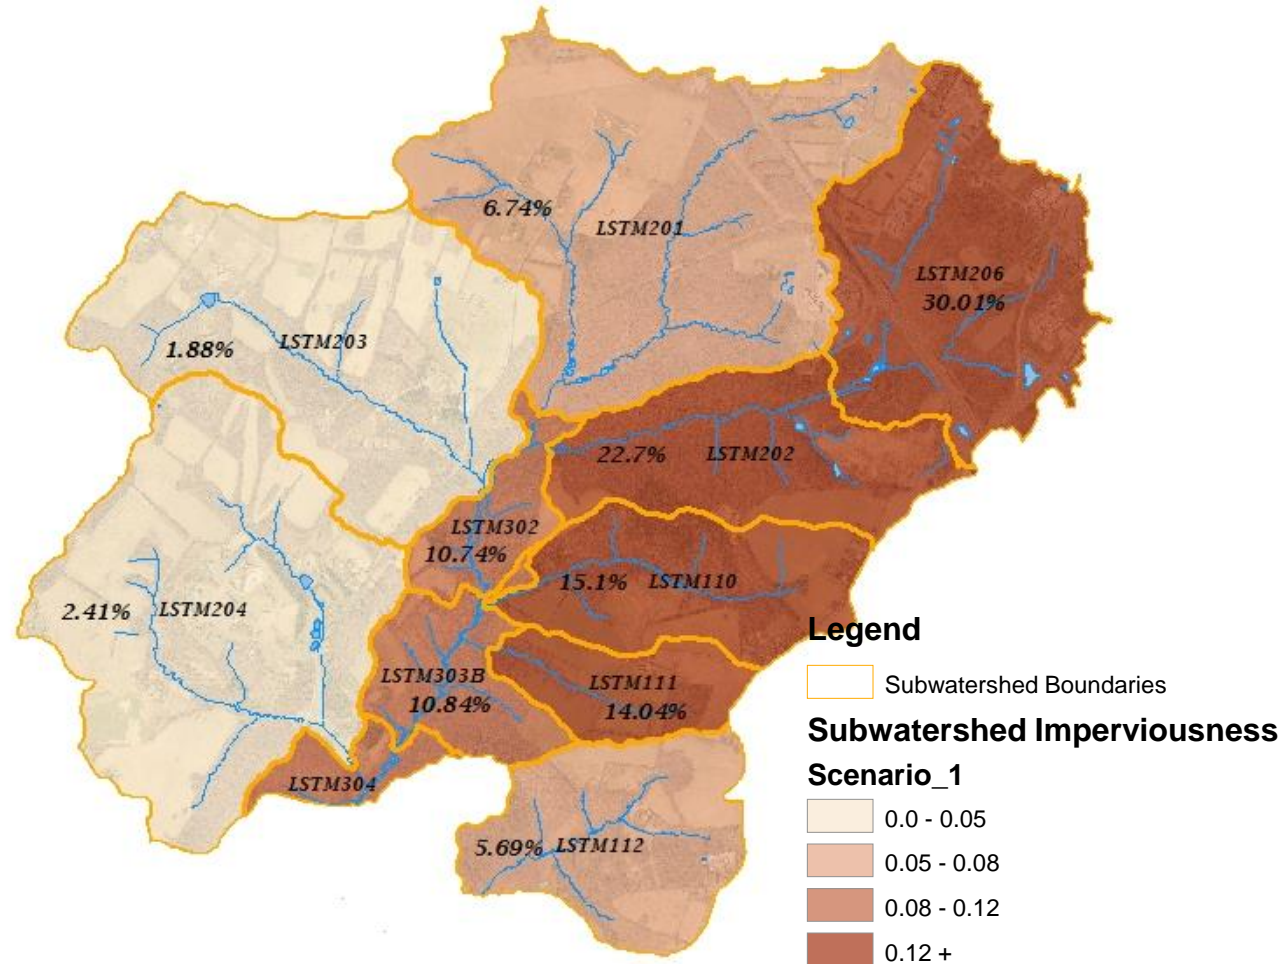 6.74%
LSTM201
LSTM206
30.01%
LSTM203
1.88%
22.7%
LSTM202
LSTM302
10.74%
15.1%
LSTM110
2.41%
LSTM204
LSTM303B
10.84%
LSTM111
14.04%
LSTM304
5.69%
LSTM112
Legend
Subwatershed Boundaries
Subwatershed Imperviousness
Scenario_1
0.0 - 0.05
0.05 - 0.08
0.08 - 0.12
0.12 +